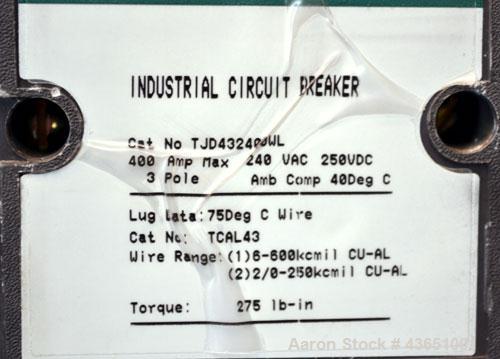 INDUSTRIAL CIRCUIT BREAKER
Cat No TJD432400WL
400 Amp Max 240 VAC 250VDC
3 Pole Amb Comp 40Deg C
Lug Data: 75Deg C Wire
Cat No: TCAL43
Wire Range: (1)6-600kcmil CU-AL
(2)2/0-250kcmil CU-AL
Torque: 275 lb-in
Aaron Stock #